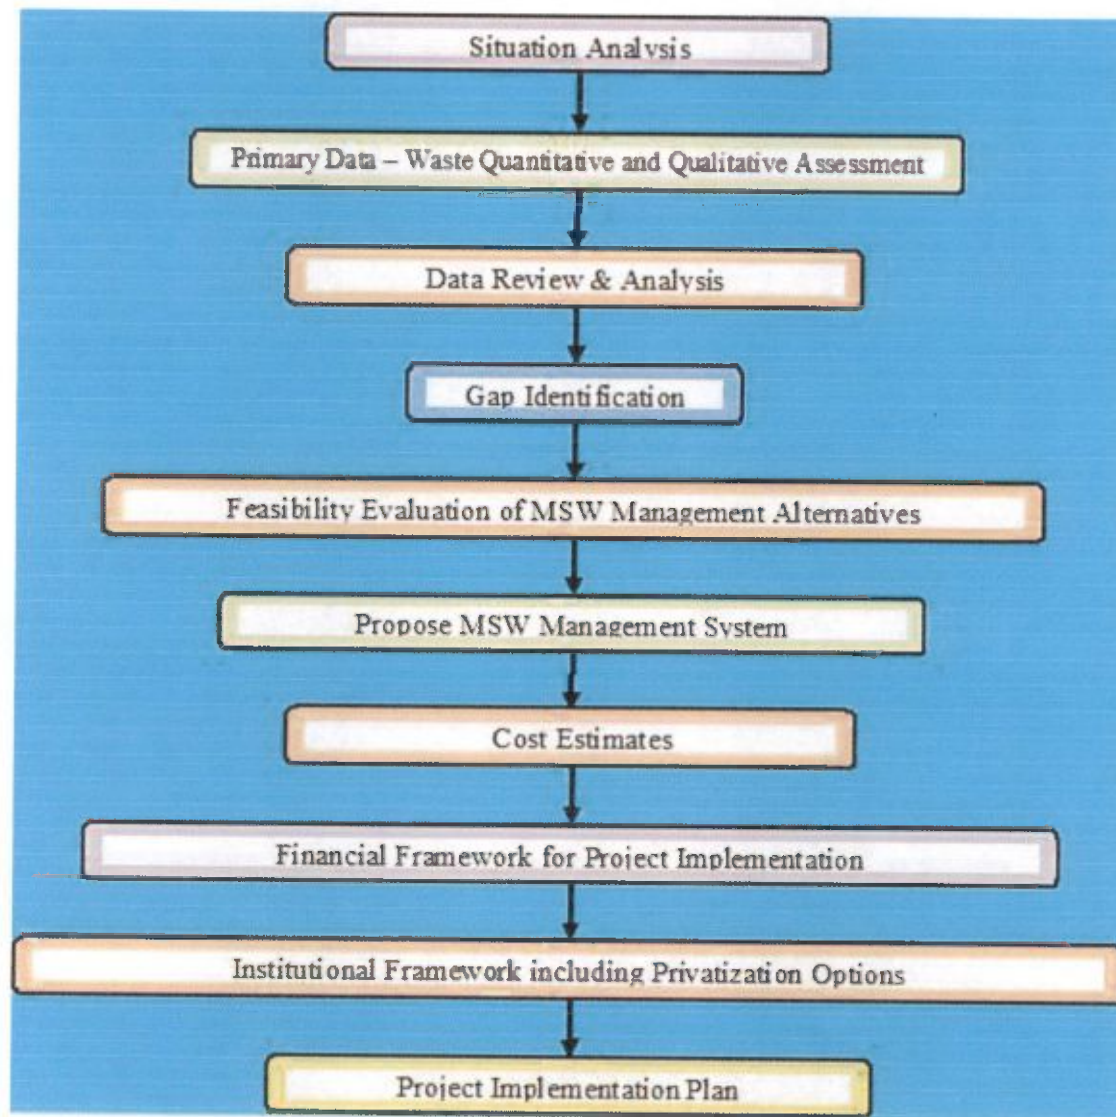 Situation Analysis
Primary Data – Waste Quantitative and Qualitative Assessment
Data Review & Analysis
Gap Identification
Feasibility Evaluation of MSW Management Alternatives
Propose MSW Management System
Cost Estimates
Financial Framework for Project Implementation
Institutional Framework including Privatization Options
Project Implementation Plan